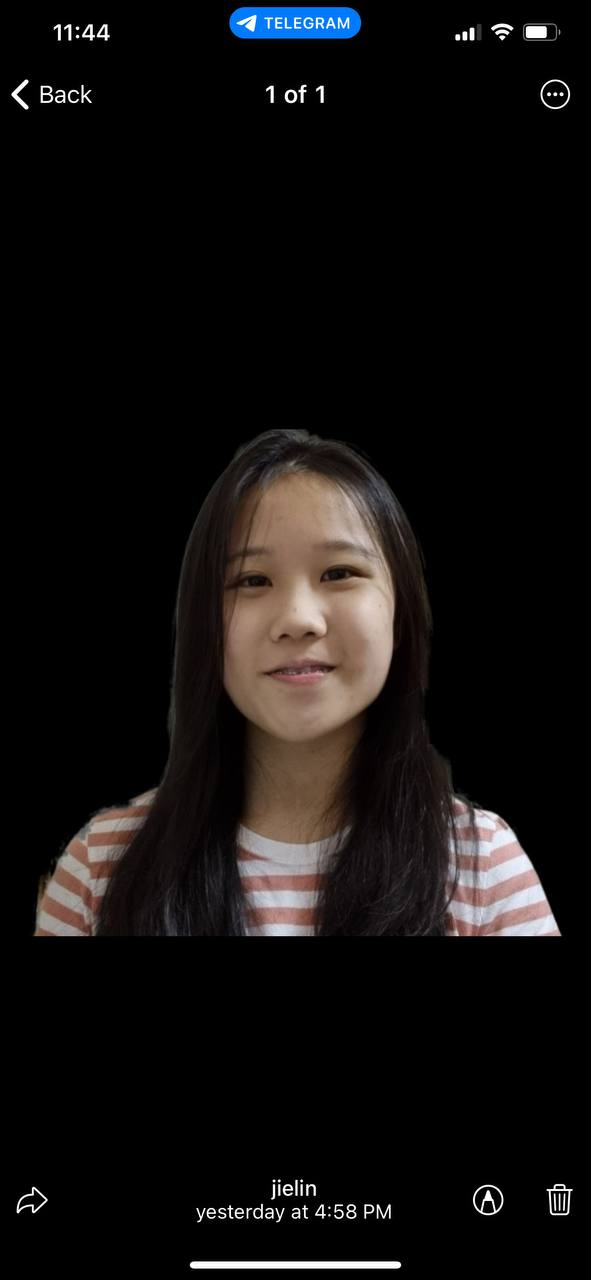 11:44
TELEGRAM
Back
1 of 1
jielin
yesterday at 4:58 PM